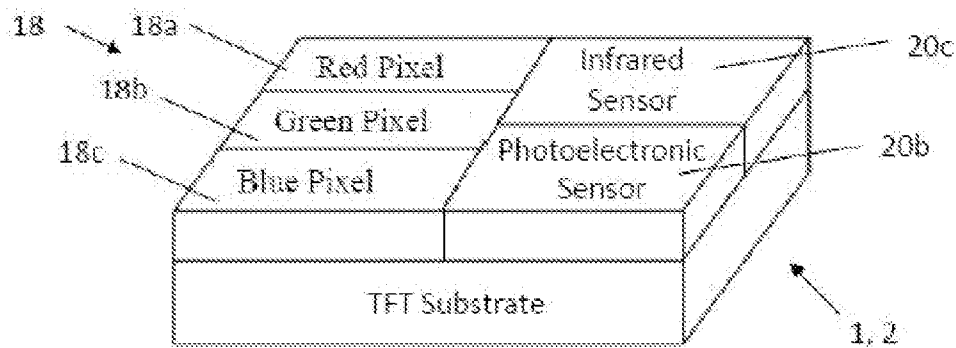 18
18a
Red Pixel
Infrared
Sensor
20c
18b
Green Pixel
18c
Blue Pixel
Photoelectronic
Sensor
20b
TFT Substrate
1, 2